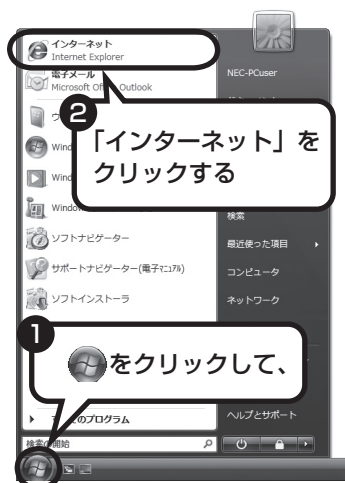 インターネット
Internet Explorer
電子メール
Microsoft Of Outlook
NEC-PCuser
❷
「インターネット」を
クリックする
Wind
Wind
Window
検索
ソフトナビゲーター
最近使った項目
サポートナビゲーター(電子マニュアル)
コンピュータ
ソフトインストーラ
ネットワーク
❶
をクリックして、
のプログラム
ヘルプとサポート
検索の開始